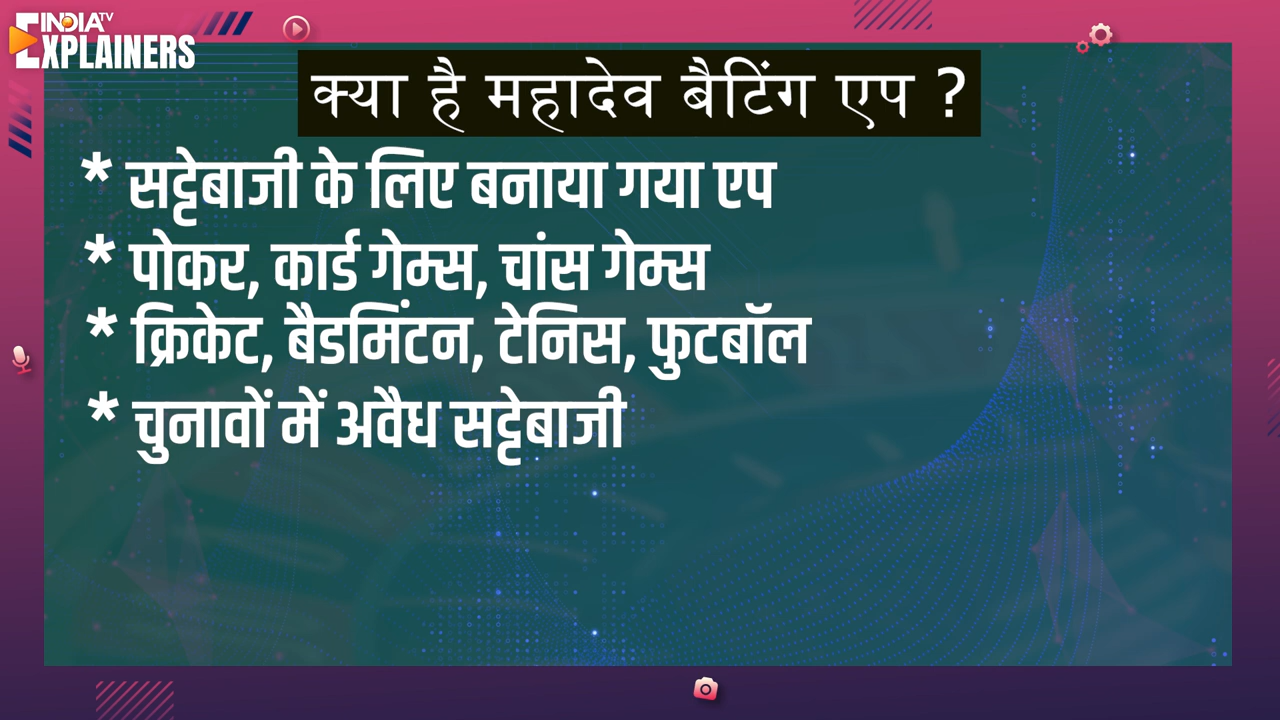 INDIA TV
EXPLAINERS
क्या है महादेव बैटिंग एप ?
* सट्टेबाजी के लिए बनाया गया एप
* पोकर, कार्ड गेम्स, चांस गेम्स
* क्रिकेट, बैडमिंटन, टेनिस, फुटबॉल
* चुनावों में अवैध सट्टेबाजी